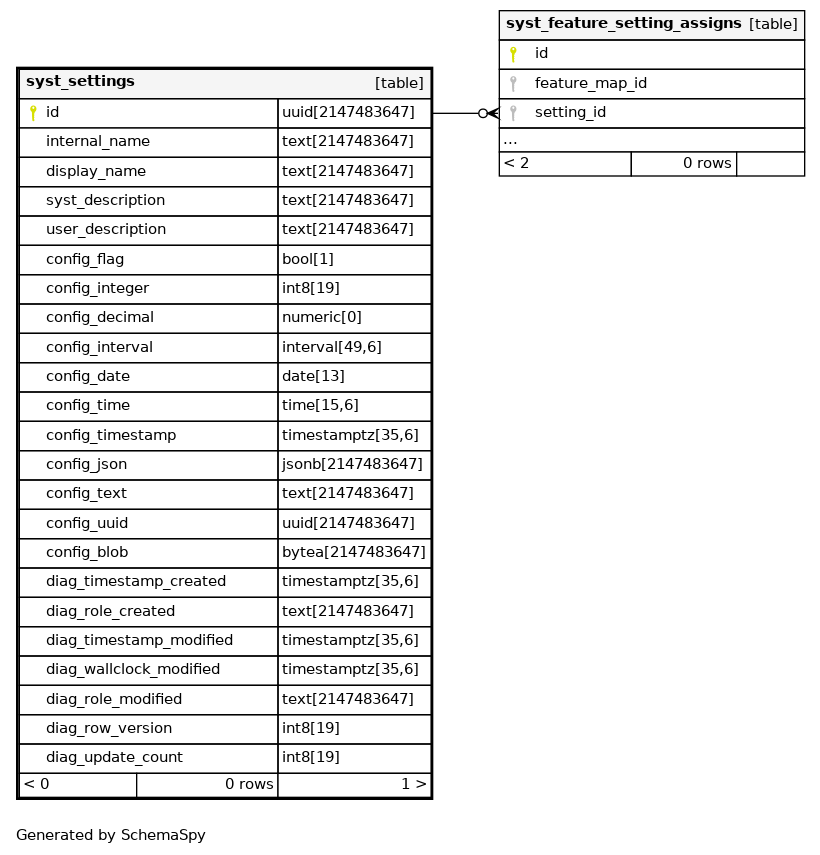 syst_feature_setting_assigns [table]
id
feature_map_id
setting_id
...
< 2 0 rows
syst_settings [table]
id uuid[2147483647]
internal_name text[2147483647]
display_name text[2147483647]
syst_description text[2147483647]
user_description text[2147483647]
config_flag bool[1]
config_integer int8[19]
config_decimal numeric[0]
config_interval interval[49,6]
config_date date[13]
config_time time[15,6]
config_timestamp timestamptz[35,6]
config_json jsonb[2147483647]
config_text text[2147483647]
config_uuid uuid[2147483647]
config_blob bytea[2147483647]
diag_timestamp_created timestamptz[35,6]
diag_role_created text[2147483647]
diag_timestamp_modified timestamptz[35,6]
diag_wallclock_modified timestamptz[35,6]
diag_role_modified text[2147483647]
diag_row_version int8[19]
diag_update_count int8[19]
< 0 0 rows 1 >
Generated by SchemaSpy